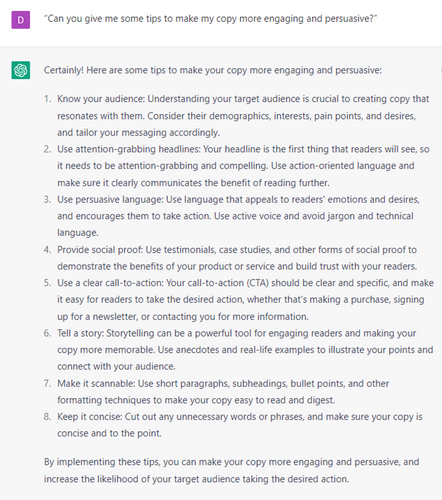 D
"Can you give me some tips to make my copy more engaging and persuasive?"
Certainly! Here are some tips to make your copy more engaging and persuasive:
1. Know your audience: Understanding your target audience is crucial to creating copy that
resonates with them. Consider their demographics, interests, pain points, and desires,
and tailor your messaging accordingly.
2. Use attention-grabbing headlines: Your headline is the first thing that readers will see, so
it needs to be attention-grabbing and compelling. Use action-oriented language and
make sure it clearly communicates the benefit of reading further.
3. Use persuasive language: Use language that appeals to readers' emotions and desires,
and encourages them to take action. Use active voice and avoid jargon and technical
language.
4. Provide social proof: Use testimonials, case studies, and other forms of social proof to
demonstrate the benefits of your product or service and build trust with your readers.
5. Use a clear call-to-action: Your call-to-action (CTA) should be clear and specific, and make
it easy for readers to take the desired action, whether that's making a purchase, signing
up for a newsletter, or contacting you for more information.
6. Tell a story: Storytelling can be a powerful tool for engaging readers and making your
copy more memorable. Use anecdotes and real-life examples to illustrate your points and
connect with your audience.
7. Make it scannable: Use short paragraphs, subheadings, bullet points, and other
formatting techniques to make your copy easy to read and digest.
8. Keep it concise: Cut out any unnecessary words or phrases, and make sure your copy is
concise and to the point.
By implementing these tips, you can make your copy more engaging and persuasive, and
increase the likelihood of your target audience taking the desired action.